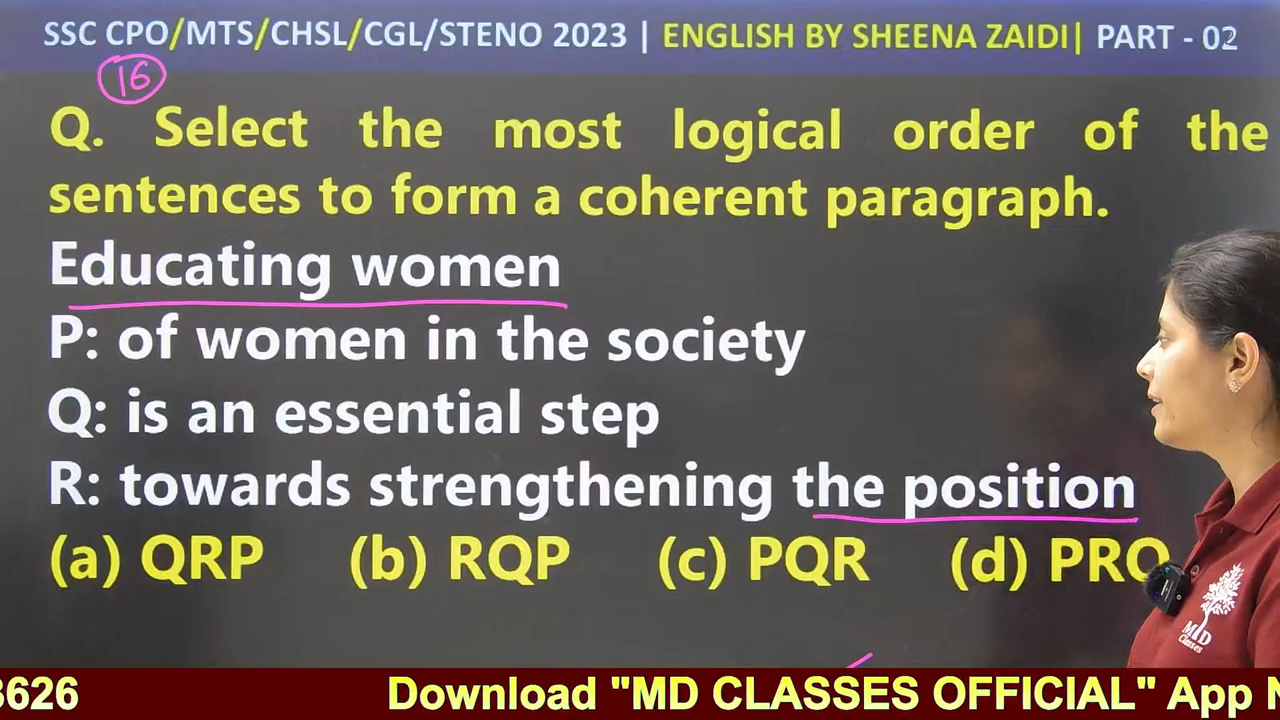 SSC CPO/MTS/CHSL/CGL/STENO 2023 | ENGLISH BY SHEENA ZAIDI| PART - 02
16
Q. Select the most logical order of the
sentences to form a coherent paragraph.
Educating women
P: of women in the society
Q: is an essential step
R: towards strengthening the position
(a) QRP (b) RQP (c) PQR (d) PRQ
MD
Classes
3626 Download "MD CLASSES OFFICIAL" App N